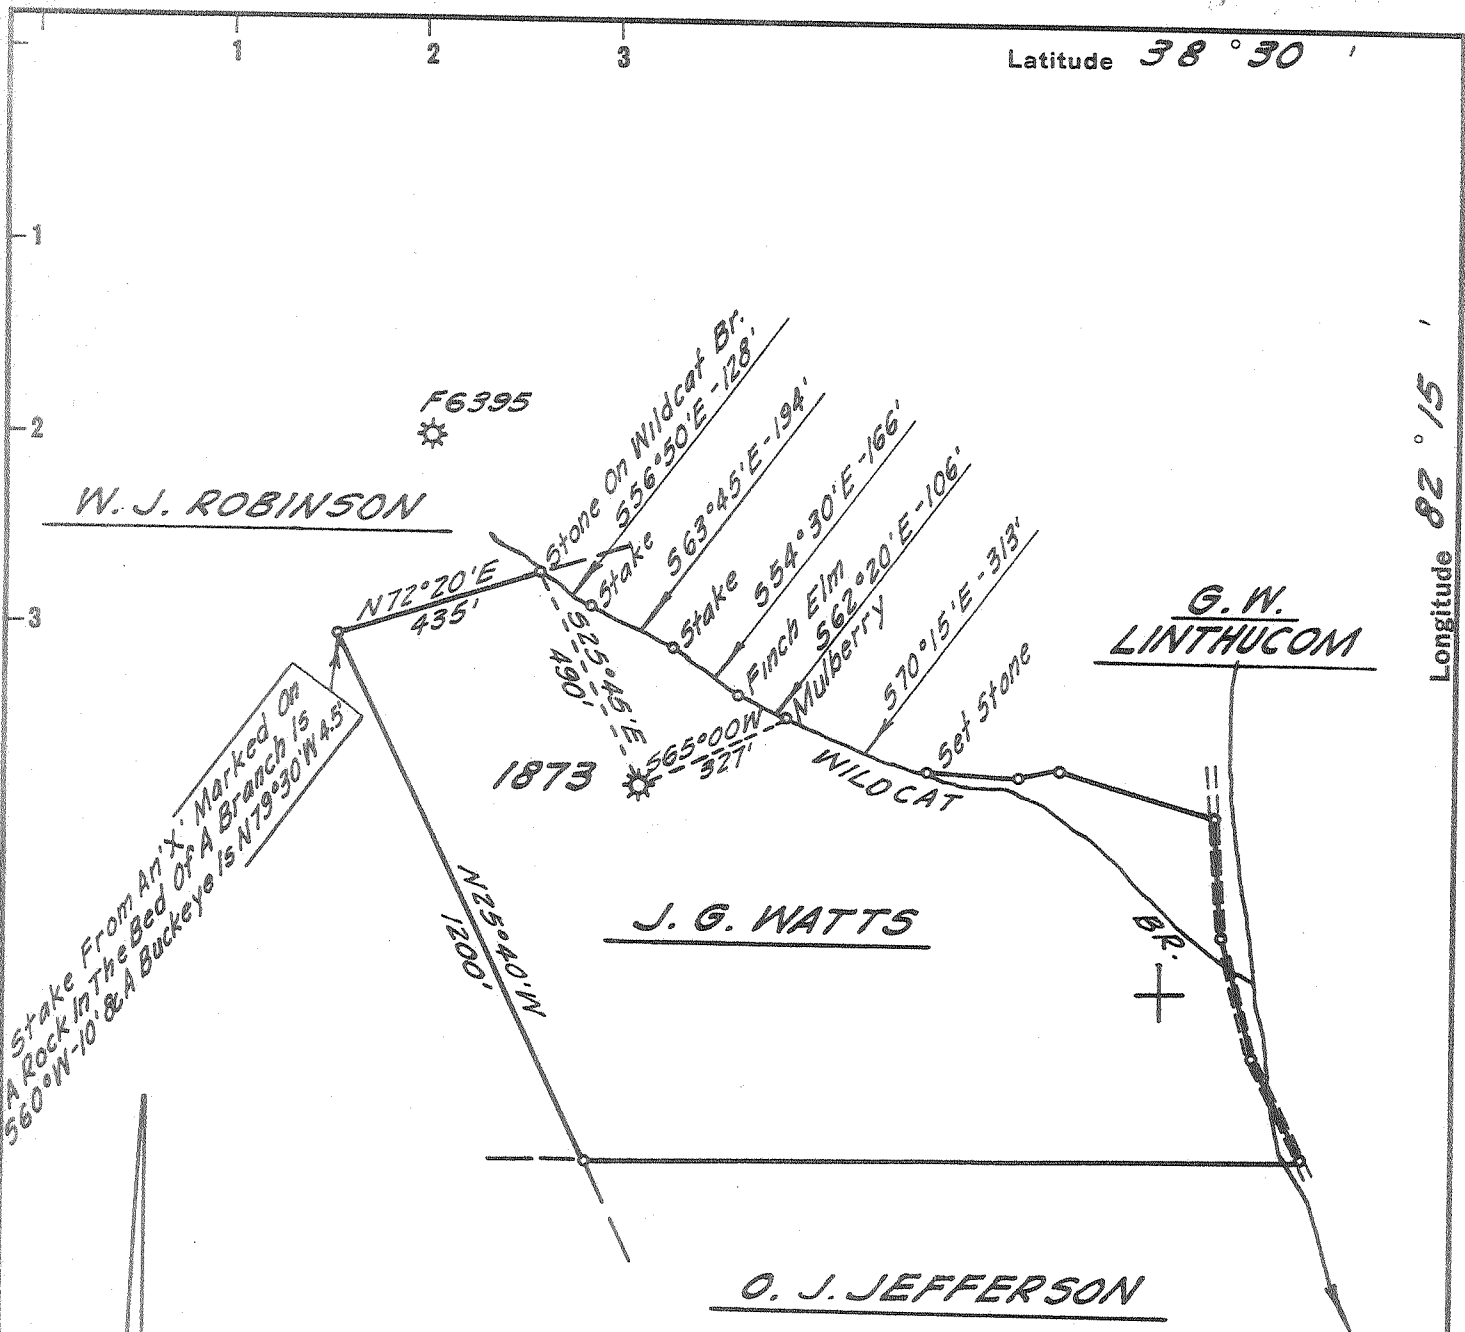 1 2 3
Latitude 38 ° 30 '
1
2
3
Longitude 82 ° 15 '
F6395
W. J. ROBINSON
Stone On Wildcat Br.
S56°50'E -128'
Stake
S63°45'E -194'
Stake
S54°30'E -166'
Finch Elm
S62°20'E -106'
Mulberry
S70°15'E - 313'
Set Stone
G. W.
LINTHUCOM
N72°20'E
435'
S25°45'E
490'
S65°00W
327'
1873
WILDCAT
BR.
Stake From An 'X' Marked On
A Rock In The Bed Of A Branch Is
S60°W-10' & A Buckeye Is N79°30'W 4.5'
N25°40'W
1200'
J. G. WATTS
O. J. JEFFERSON